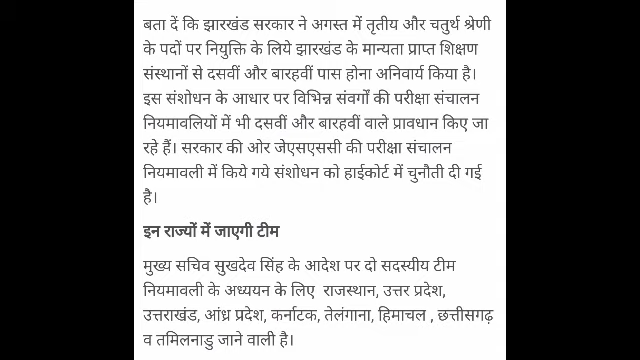 बता दें कि झारखंड सरकार ने अगस्त में तृतीय और चतुर्थ श्रेणी
के पदों पर नियुक्ति के लिये झारखंड के मान्यता प्राप्त शिक्षण
संस्थानों से दसवीं और बारहवीं पास होना अनिवार्य किया है।
इस संशोधन के आधार पर विभिन्न संवर्गों की परीक्षा संचालन
नियमावलियों में भी दसवीं और बारहवीं वाले प्रावधान किए जा
रहे हैं। सरकार की ओर जेएसएससी की परीक्षा संचालन
नियमावली में किये गये संशोधन को हाईकोर्ट में चुनौती दी गई
है।
इन राज्यों में जाएगी टीम
मुख्य सचिव सुखदेव सिंह के आदेश पर दो सदस्यीय टीम
नियमावली के अध्ययन के लिए राजस्थान, उत्तर प्रदेश,
उत्तराखंड, आंध्र प्रदेश, कर्नाटक, तेलंगाना, हिमाचल , छत्तीसगढ़
व तमिलनाडु जाने वाली है।